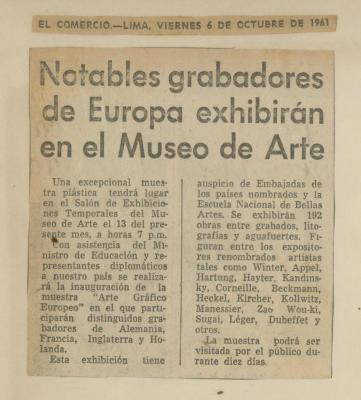 EL COMERCIO.—LIMA, VIERNES 6 DE OCTUBRE DE 1961
Notables grabadores
de Europa exhibirán
en el Museo de Arte
Una excepcional mues-
tra plástica tendrá lugar
en el Salón de Exhibicio-
nes Temporales del Mu-
seo de Arte el 13 del pre-
sente mes, a horas 7 p.m.
Con asistencia del Mi-
nistro de Educación y re-
presentantes diplomáticos
a nuestro país se realiza-
rá la inauguración de la
muestra "Arte Gráfico
Europeo" en el que parti-
ciparán distinguidos gra-
badores de Alemania,
Francia, Inglaterra y Ho-
landa.
Esta exhibición tiene
auspicio de Embajadas de
los países nombrados y la
Escuela Nacional de Bellas
Artes. Se exhibirán 192
obras entre grabados, li-
tografías y aguafuertes. Fi-
guran entre los exposito-
res renombrados artistas
tales como Winter, Appel,
Hartung, Hayter, Kandins-
ky, Corneille, Beckmann,
Heckel, Kircher, Kollwitz,
Manessier, Zao Wou-ki,
Sugai, Léger, Dubeffet y
otros.
La muestra podrá ser
visitada por el público du-
rante diez días.